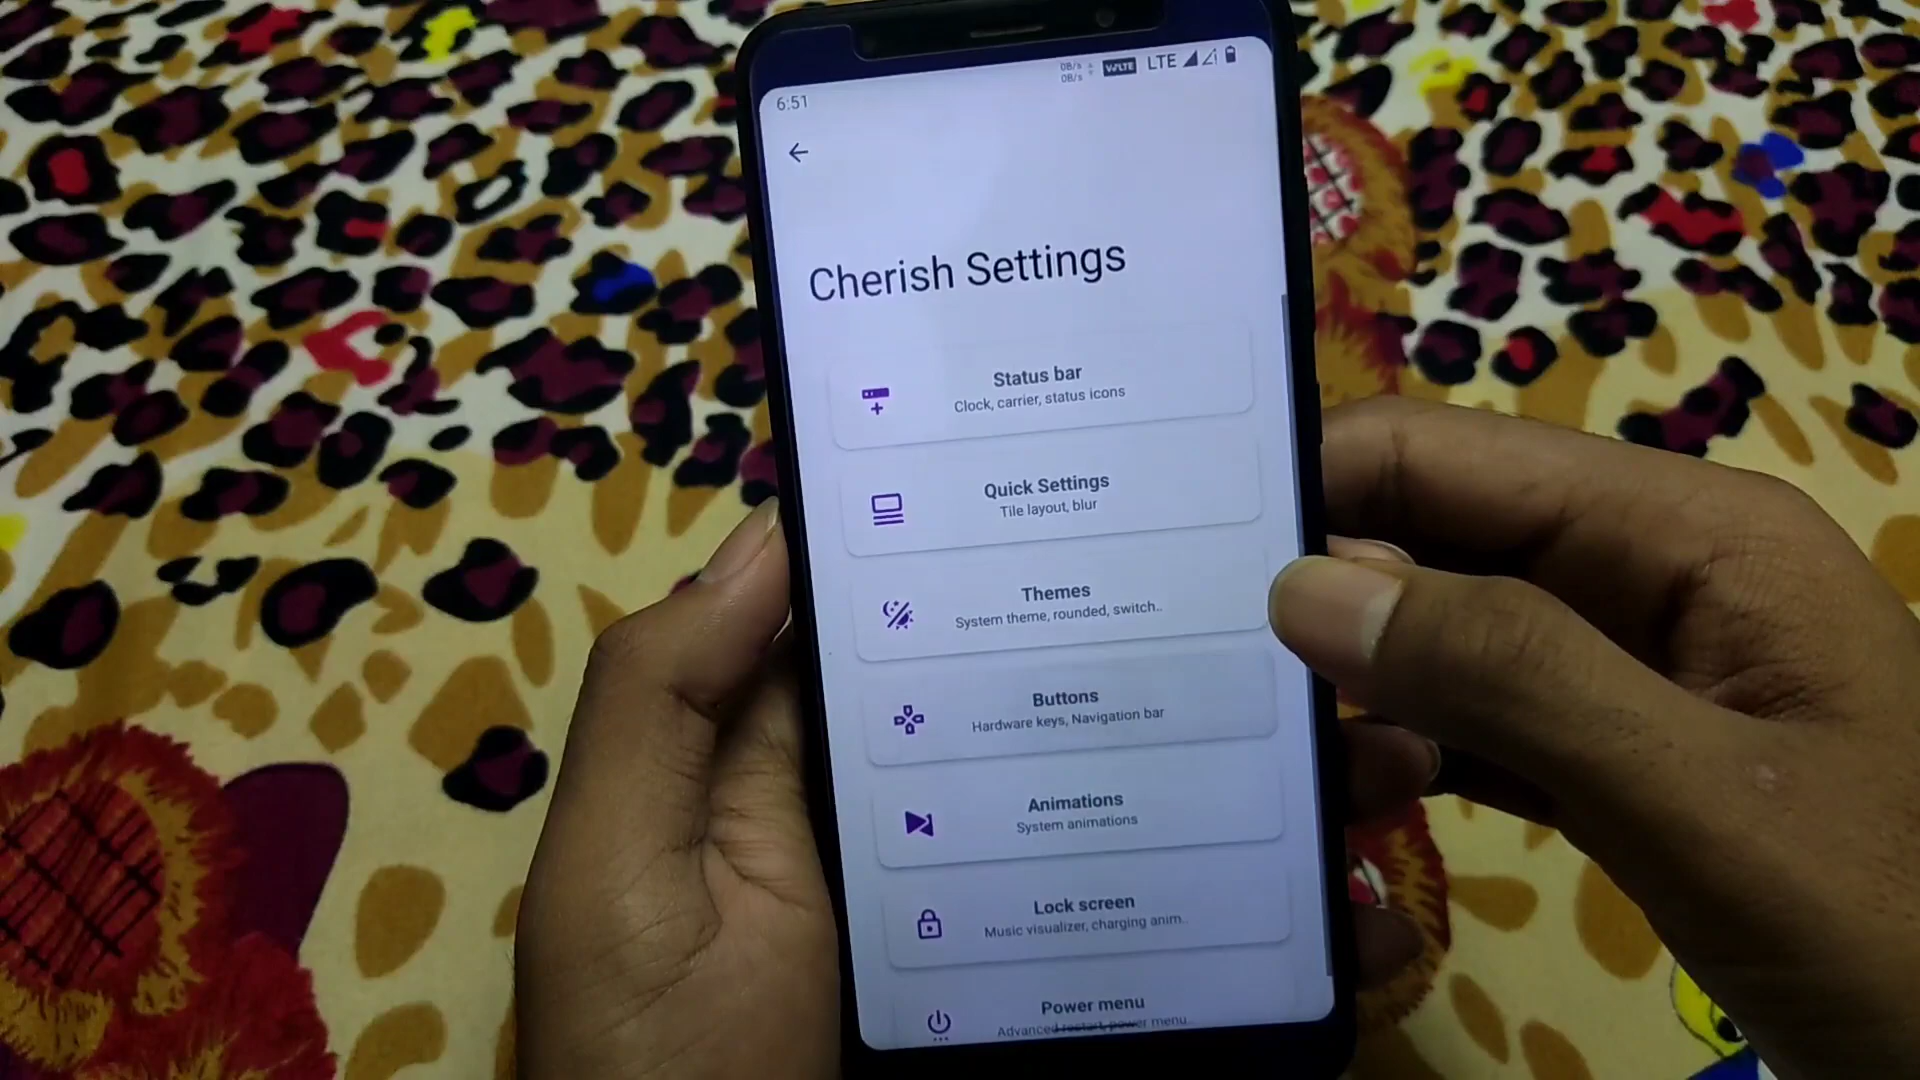 6:51
0B/s
0B/s
VoLTE LTE
Cherish Settings
Status bar
Clock, carrier, status icons
Quick Settings
Tile layout, blur
Themes
System theme, rounded, switch..
Buttons
Hardware keys, Navigation bar
Animations
System animations
Lock screen
Music visualizer, charging anim..
Power menu
Advanced restart, power menu..